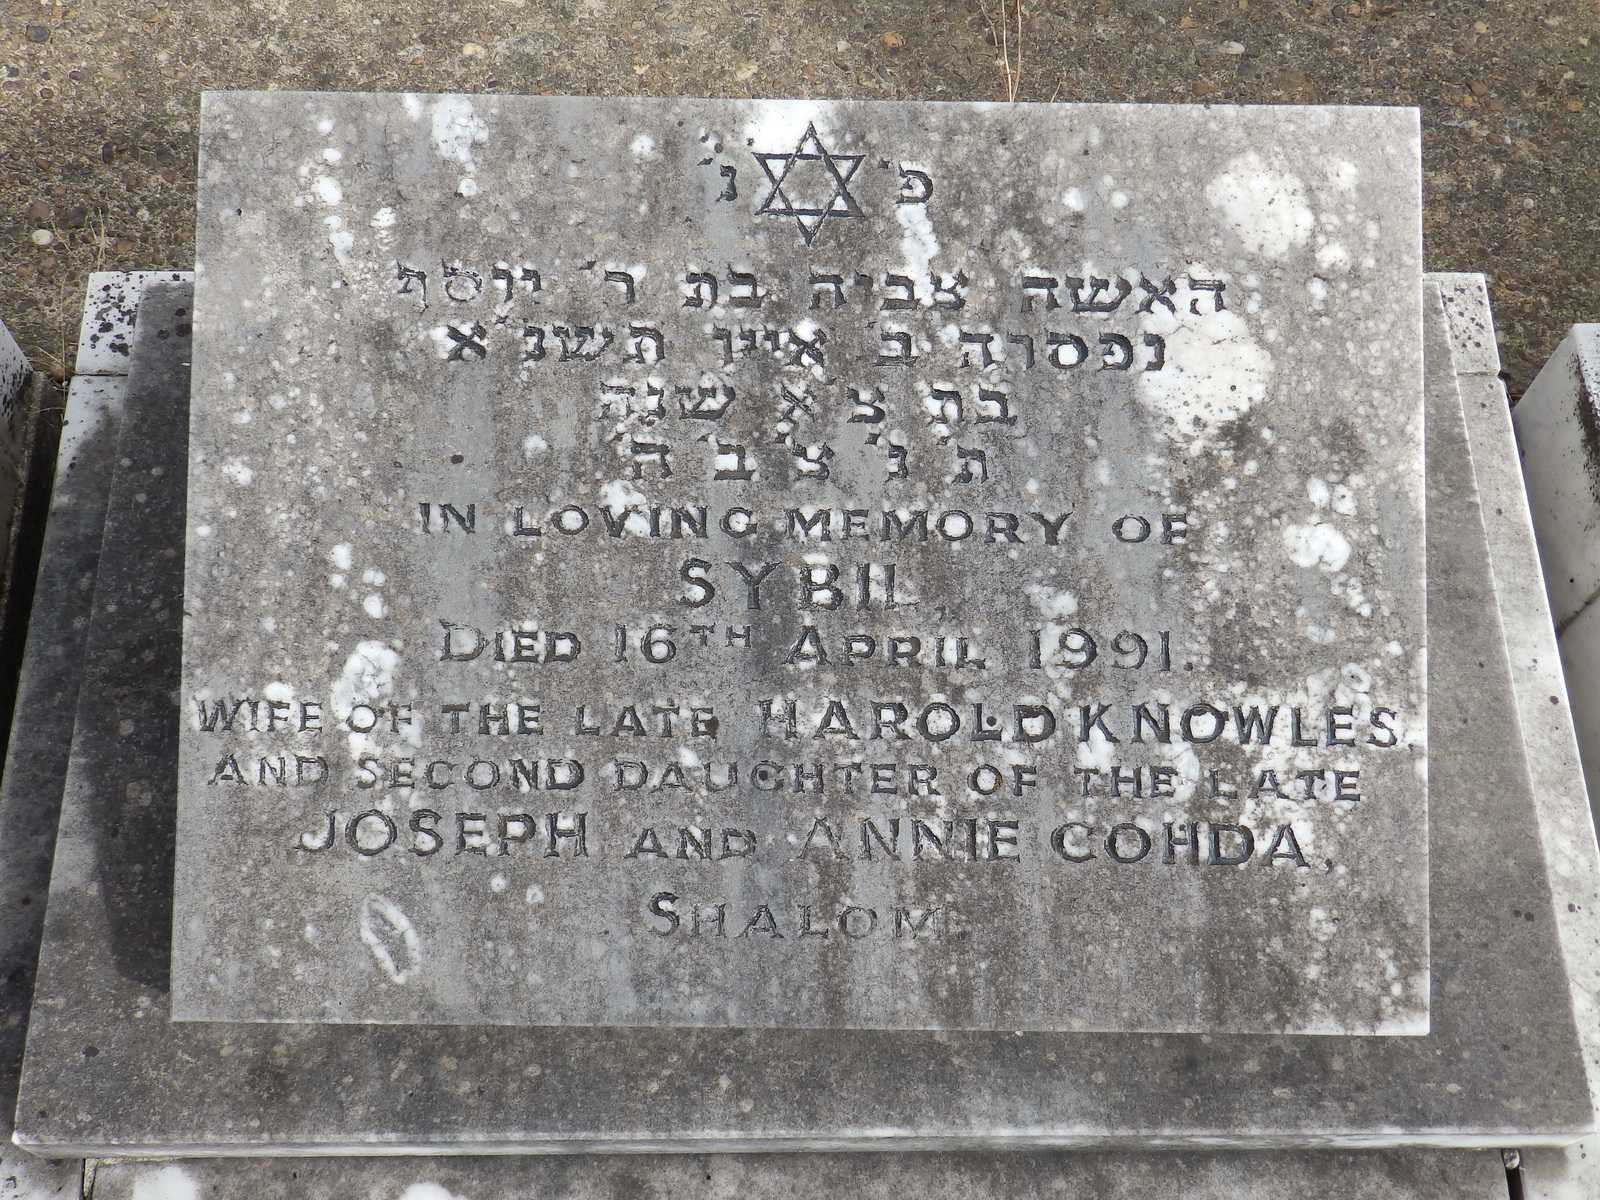 פ' נ'
האשה צביה בת ר' יוסף
נפטרה ב' אייר תשנ"א
בת צ"א שנה
ת' נ' צ' ב' ה'
IN LOVING MEMORY OF
SYBIL,
DIED 16TH APRIL 1991.
WIFE OF THE LATE HAROLD KNOWLES
AND SECOND DAUGHTER OF THE LATE
JOSEPH AND ANNIE COHDA,
SHALOM.